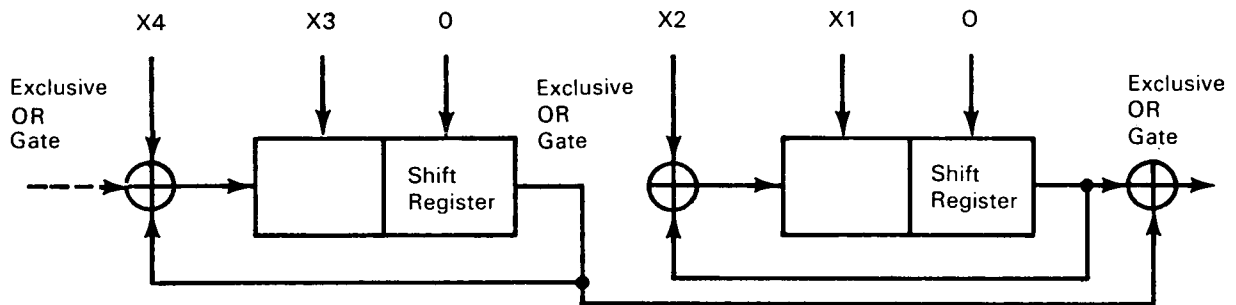 X4
X3
0
X2
X1
0
Exclusive
OR
Gate
Exclusive
OR
Gate
Exclusive
OR
Gate
Shift
Register
Shift
Register